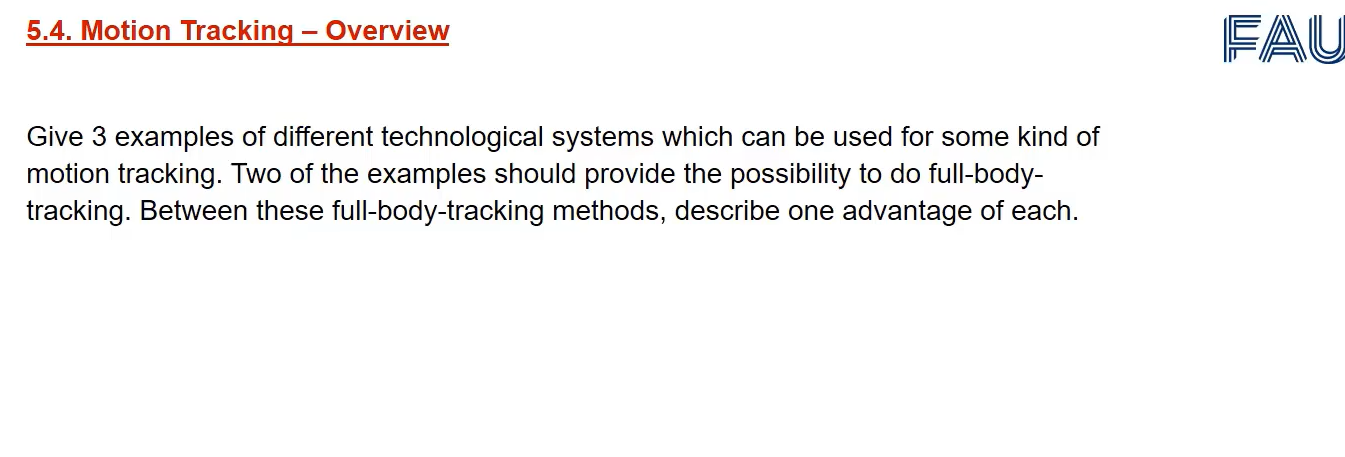 5.4. Motion Tracking – Overview
FAU
Give 3 examples of different technological systems which can be used for some kind of
motion tracking. Two of the examples should provide the possibility to do full-body-
tracking. Between these full-body-tracking methods, describe one advantage of each.